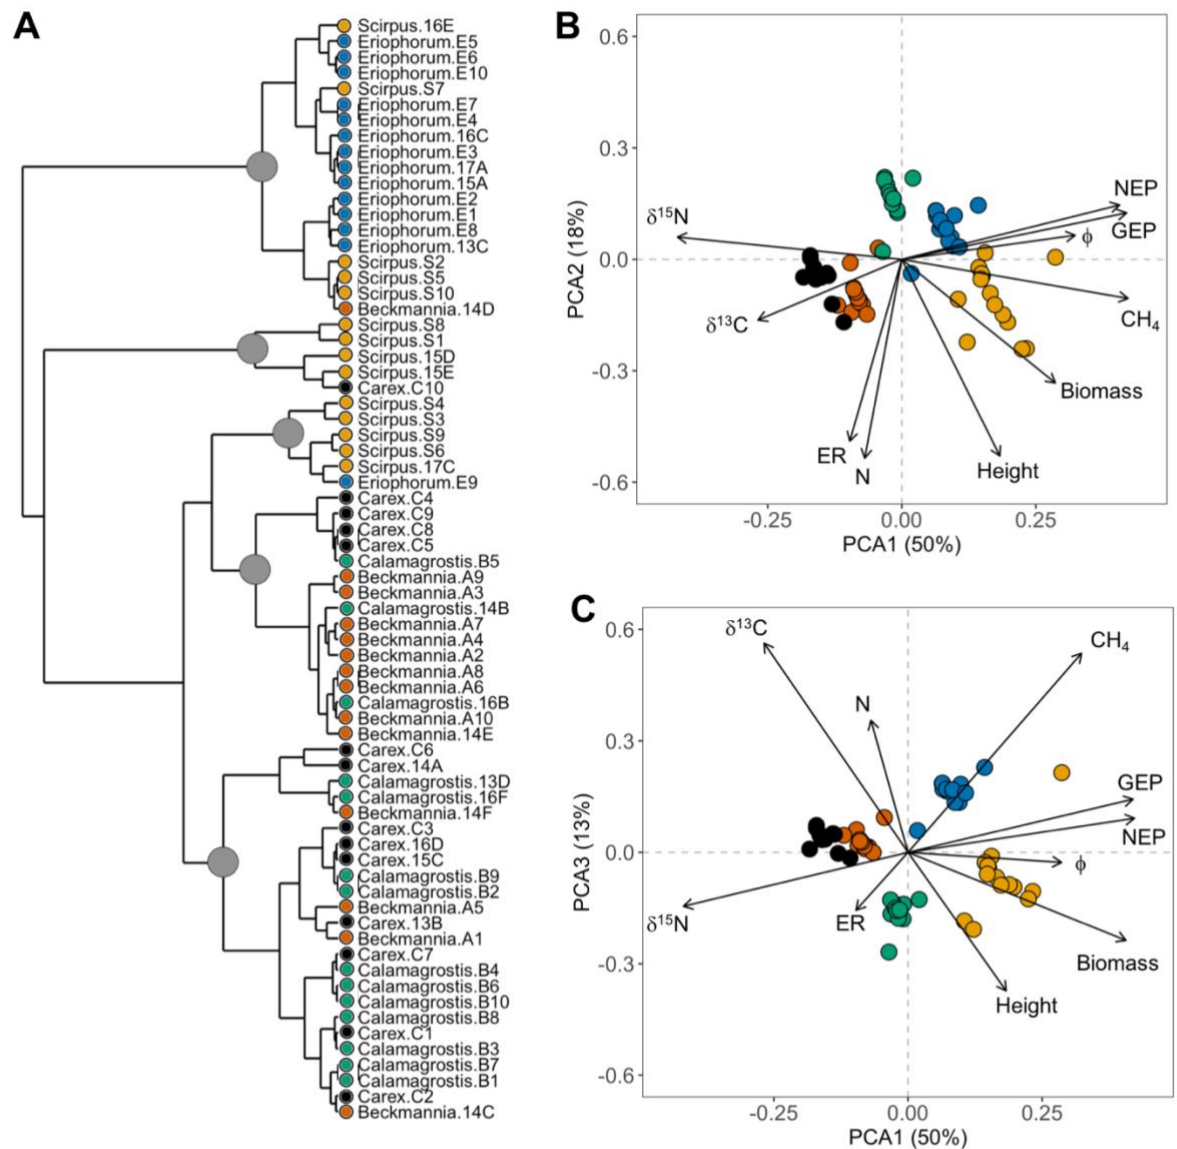 A
Scirpus.16E
Eriophorum.E5
Eriophorum.E6
Eriophorum.E10
Scirpus.S7
Eriophorum.E7
Eriophorum.E4
Eriophorum.16C
Eriophorum.E3
Eriophorum.17A
Eriophorum.15A
Eriophorum.E2
Eriophorum.E1
Eriophorum.E8
Eriophorum.13C
Scirpus.S2
Scirpus.S5
Scirpus.S10
Beckmannia.14D
Scirpus.S8
Scirpus.S1
Scirpus.15D
Scirpus.15E
Carex.C10
Scirpus.S4
Scirpus.S3
Scirpus.S9
Scirpus.S6
Scirpus.17C
Eriophorum.E9
Carex.C4
Carex.C9
Carex.C8
Carex.C5
Calamagrostis.B5
Beckmannia.A9
Beckmannia.A3
Calamagrostis.14B
Beckmannia.A7
Beckmannia.A4
Beckmannia.A2
Beckmannia.A8
Beckmannia.A6
Calamagrostis.16B
Beckmannia.A10
Beckmannia.14E
Carex.C6
Carex.14A
Calamagrostis.13D
Calamagrostis.16F
Beckmannia.14F
Carex.C3
Carex.16D
Carex.15C
Calamagrostis.B9
Calamagrostis.B2
Beckmannia.A5
Carex.13B
Beckmannia.A1
Carex.C7
Calamagrostis.B4
Calamagrostis.B6
Calamagrostis.B10
Calamagrostis.B8
Carex.C1
Calamagrostis.B3
Calamagrostis.B7
Calamagrostis.B1
Carex.C2
Beckmannia.14C
B
0.6
0.3
0.0
-0.3
-0.6
PCA2 (18%)
NEP
GEP
ϕ
δ¹⁵N
δ¹³C
CH₄
Biomass
ER
N
Height
-0.25
0.00
0.25
PCA1 (50%)
C
0.6
0.3
0.0
-0.3
-0.6
PCA3 (13%)
δ¹³C
CH₄
N
GEP
NEP
ϕ
δ¹⁵N
ER
Biomass
Height
-0.25
0.00
0.25
PCA1 (50%)